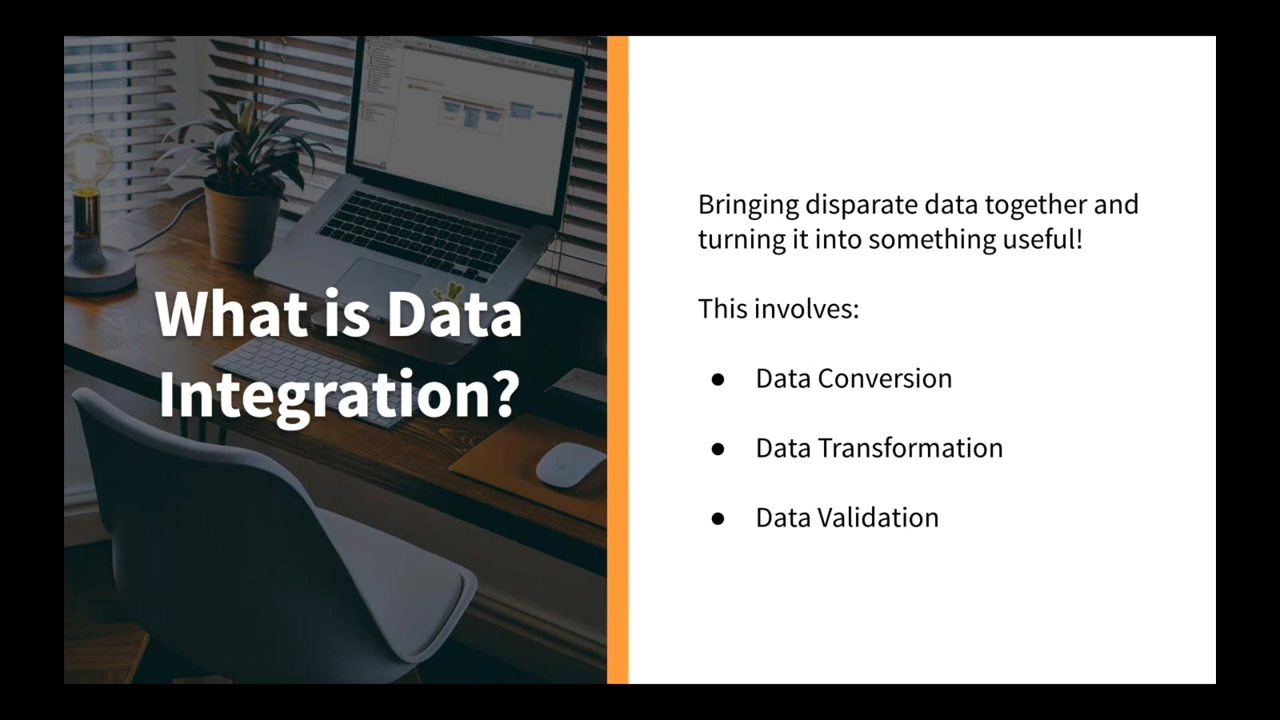 What is Data
Integration?
Bringing disparate data together and
turning it into something useful!
This involves:
● Data Conversion
● Data Transformation
● Data Validation